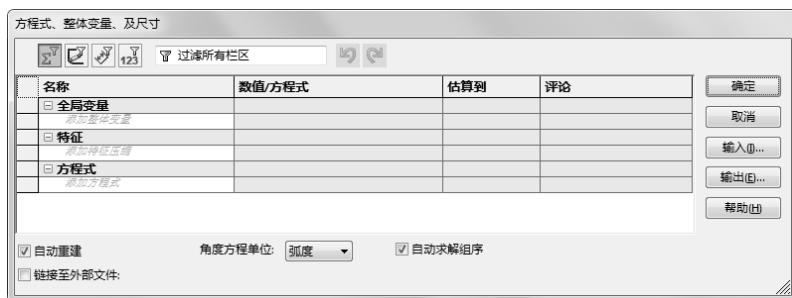 方程式、整体变量、及尺寸
Σ 123 过滤所有栏区
名称 数值/方程式 估算到 评论
全局变量
添加整体变量
特征
添加特征压缩
方程式
添加方程式
确定
取消
输入(I)...
输出(E)...
帮助(H)
自动重建 角度方程单位: 弧度 自动求解组序
链接至外部文件: